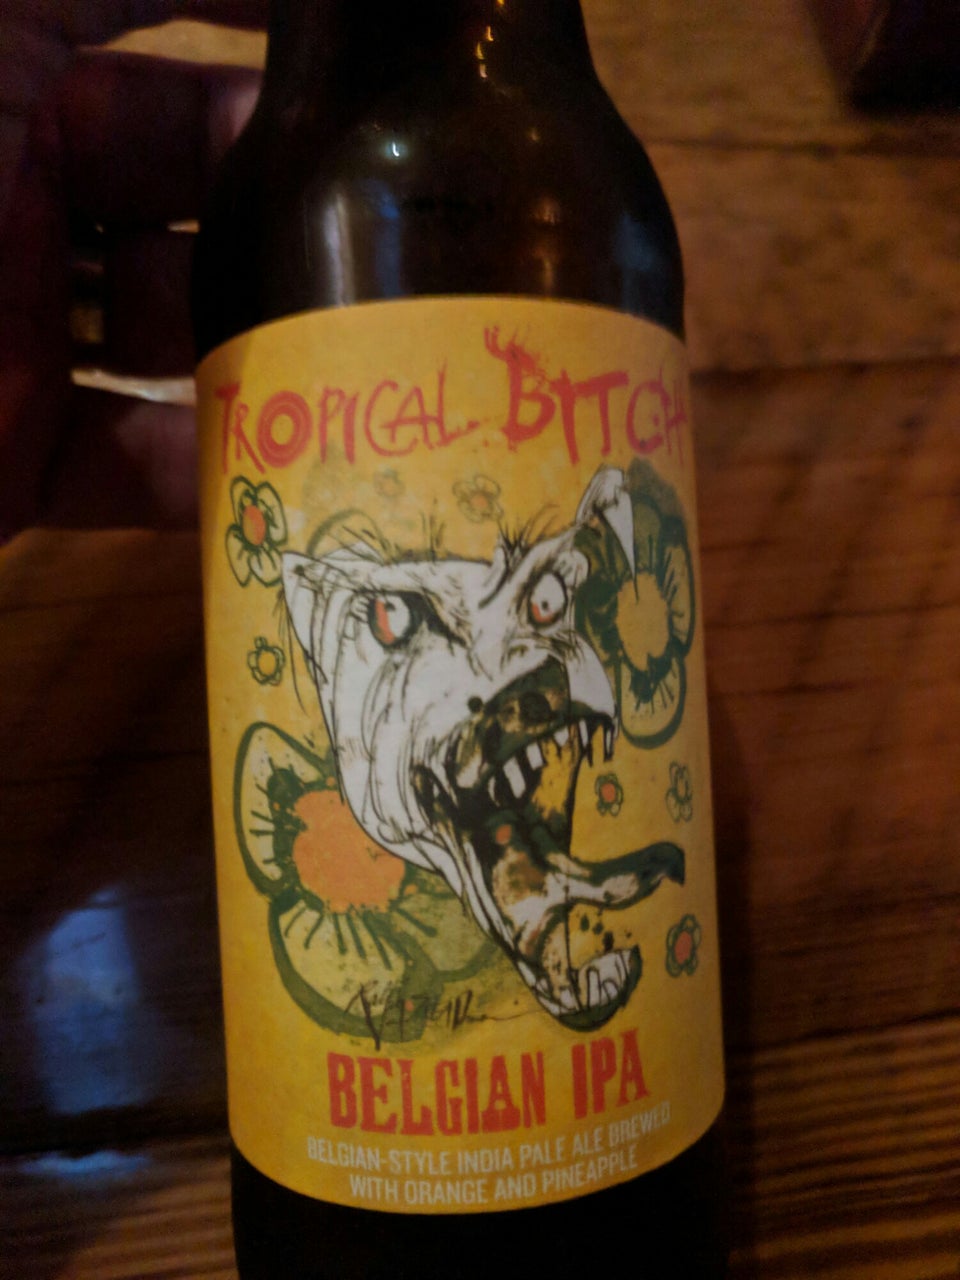 TROPICAL BITCH
BELGIAN IPA
BELGIAN-STYLE INDIA PALE ALE BREWED
WITH ORANGE AND PINEAPPLE